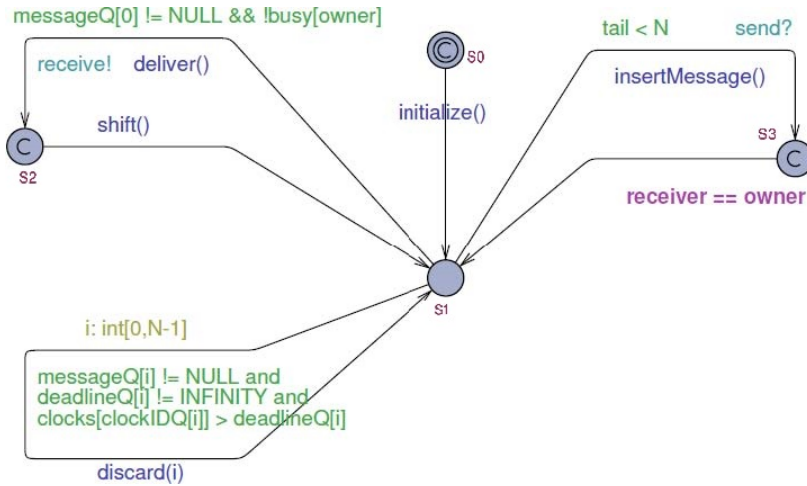 messageQ[0] != NULL && !busy[owner]
receive! deliver()
shift()
C
S2
C
S0
initialize()
tail < N send?
insertMessage()
S3
C
receiver == owner
S1
i: int[0,N-1]
messageQ[i] != NULL and
deadlineQ[i] != INFINITY and
clocks[clockIDQ[i]] > deadlineQ[i]
discard(i)